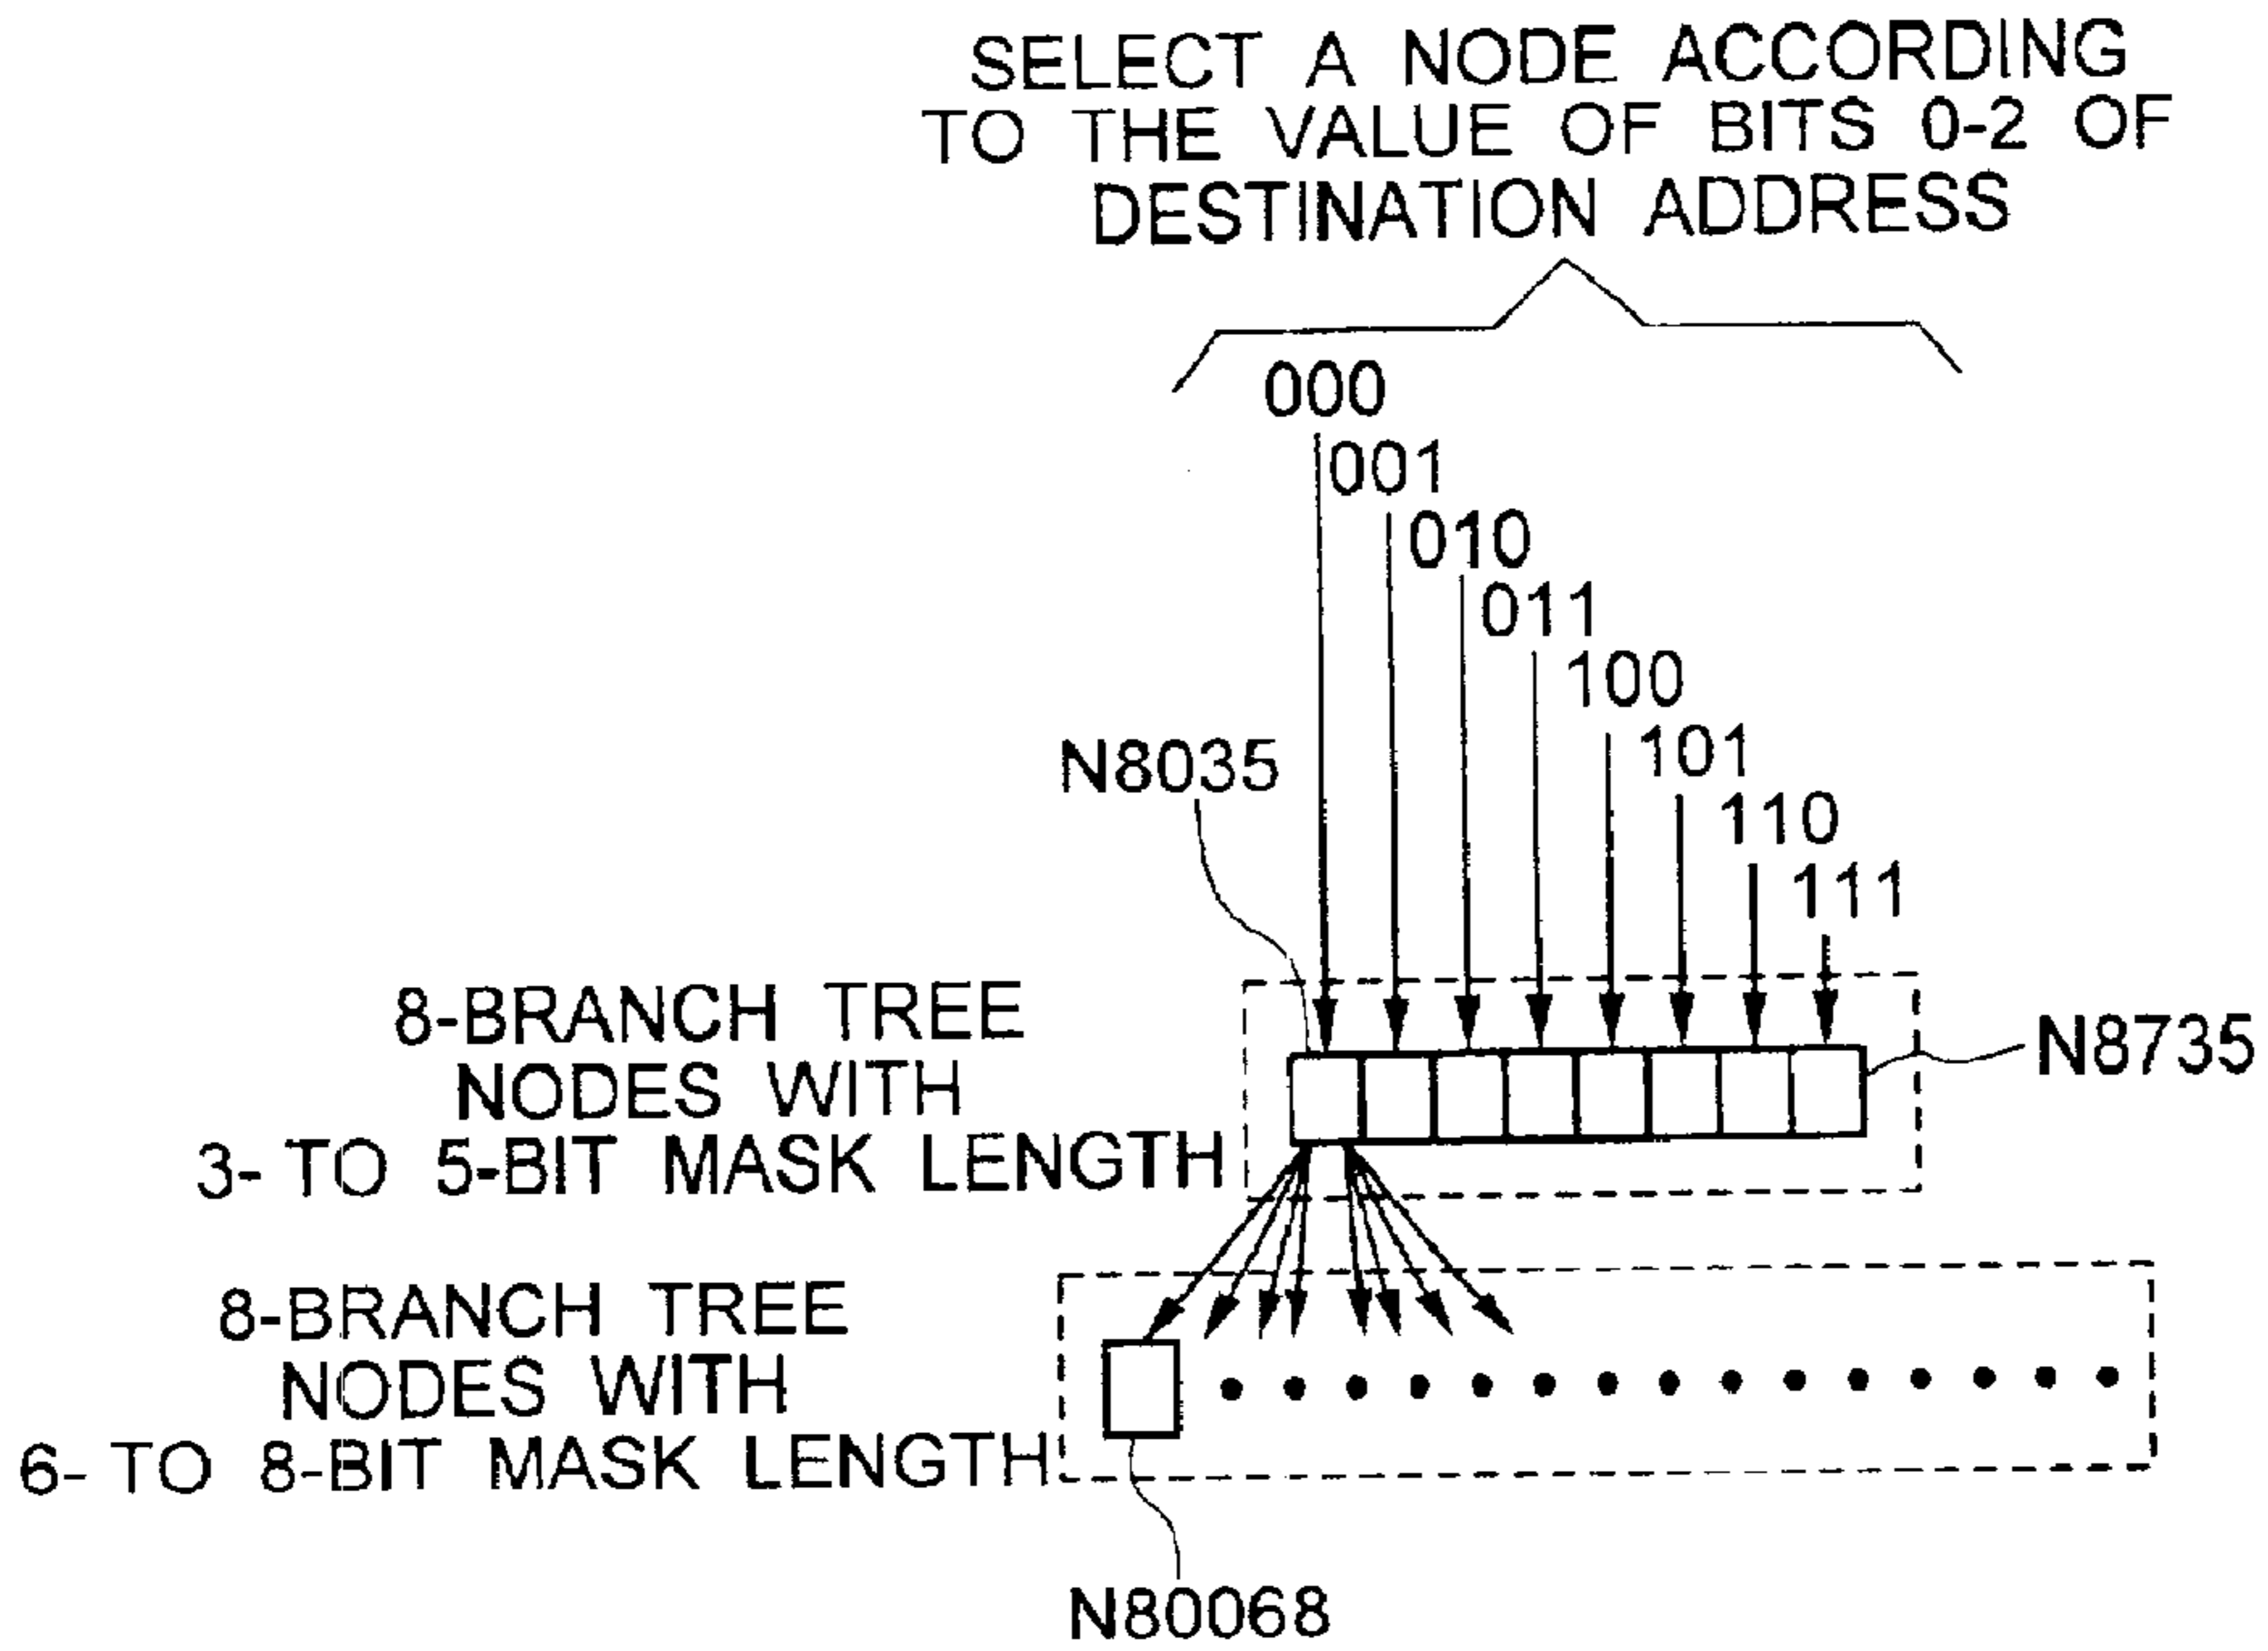 SELECT A NODE ACCORDING
TO THE VALUE OF BITS 0-2 OF
DESTINATION ADDRESS
000
001
010
011
100
101
110
111
N8035
8-BRANCH TREE
NODES WITH
3- TO 5-BIT MASK LENGTH
N8735
8-BRANCH TREE
NODES WITH
6- TO 8-BIT MASK LENGTH
N80068